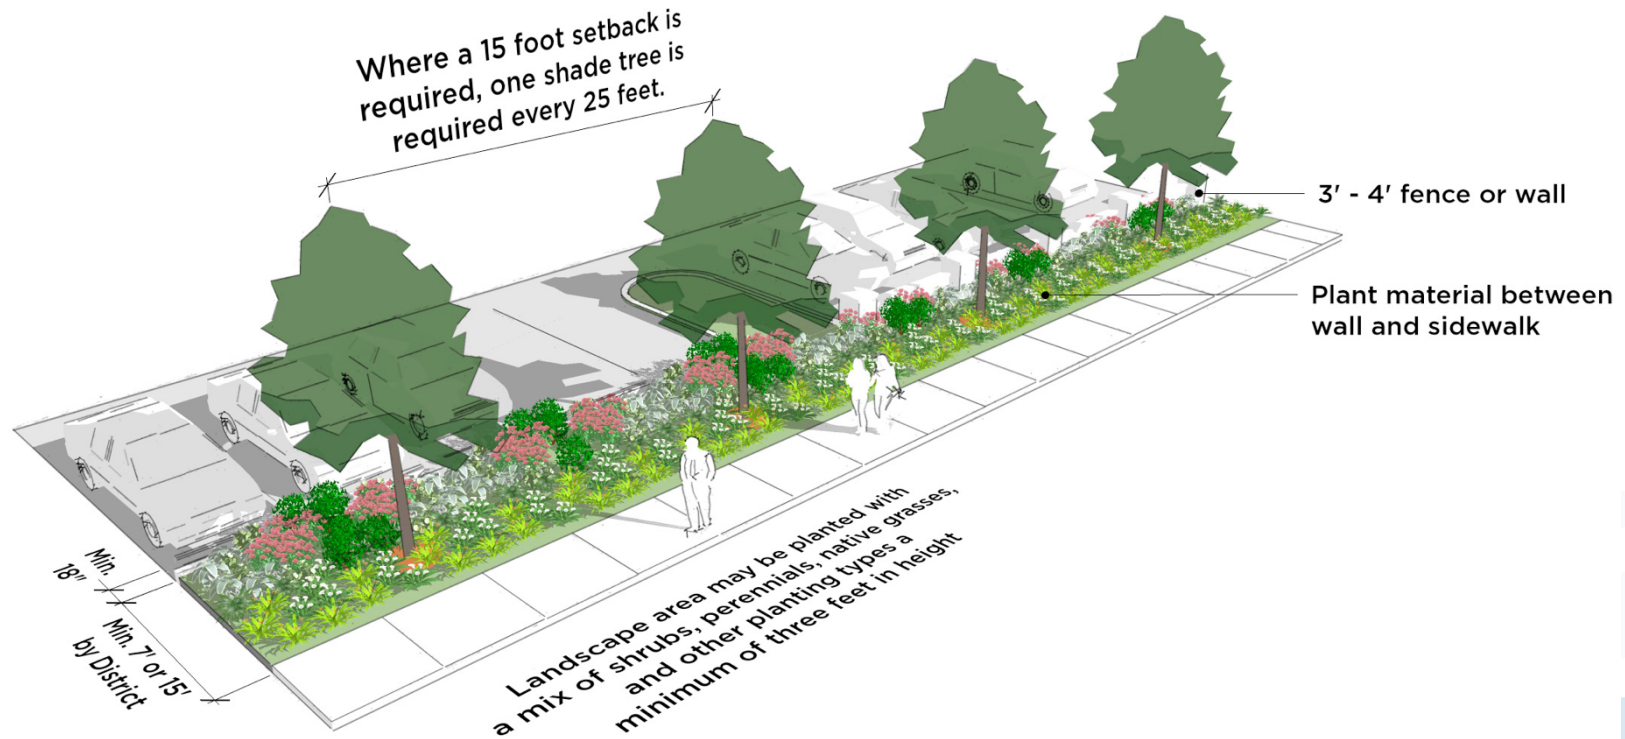 Where a 15 foot setback is
required, one shade tree is
required every 25 feet.
3' - 4' fence or wall
Plant material between
wall and sidewalk
Min.
18"
Min. 7' or 15'
by District
Landscape area may be planted with
a mix of shrubs, perennials, native grasses,
and other planting types a
minimum of three feet in height